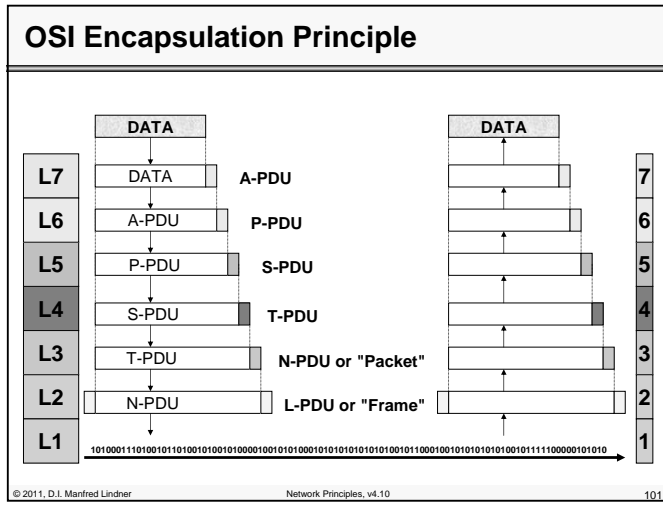 OSI Encapsulation Principle
DATA DATA
L7 DATA A-PDU 7
L6 A-PDU P-PDU 6
L5 P-PDU S-PDU 5
L4 S-PDU T-PDU 4
L3 T-PDU N-PDU or "Packet" 3
L2 N-PDU L-PDU or "Frame" 2
L1 1
© 2011, D.I. Manfred Lindner Network Principles, v4.10 101